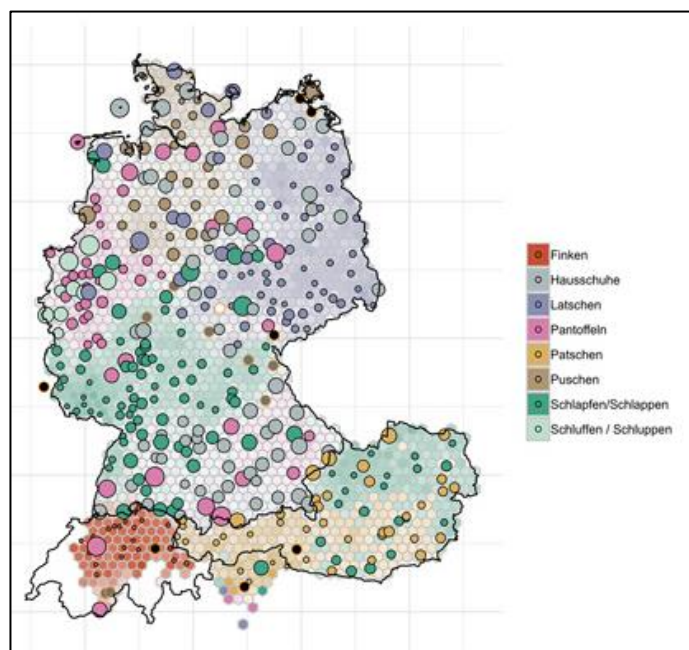 Finken
Hausschuhe
Latschen
Pantoffeln
Patschen
Puschen
Schlapfen/Schlappen
Schluffen / Schluppen